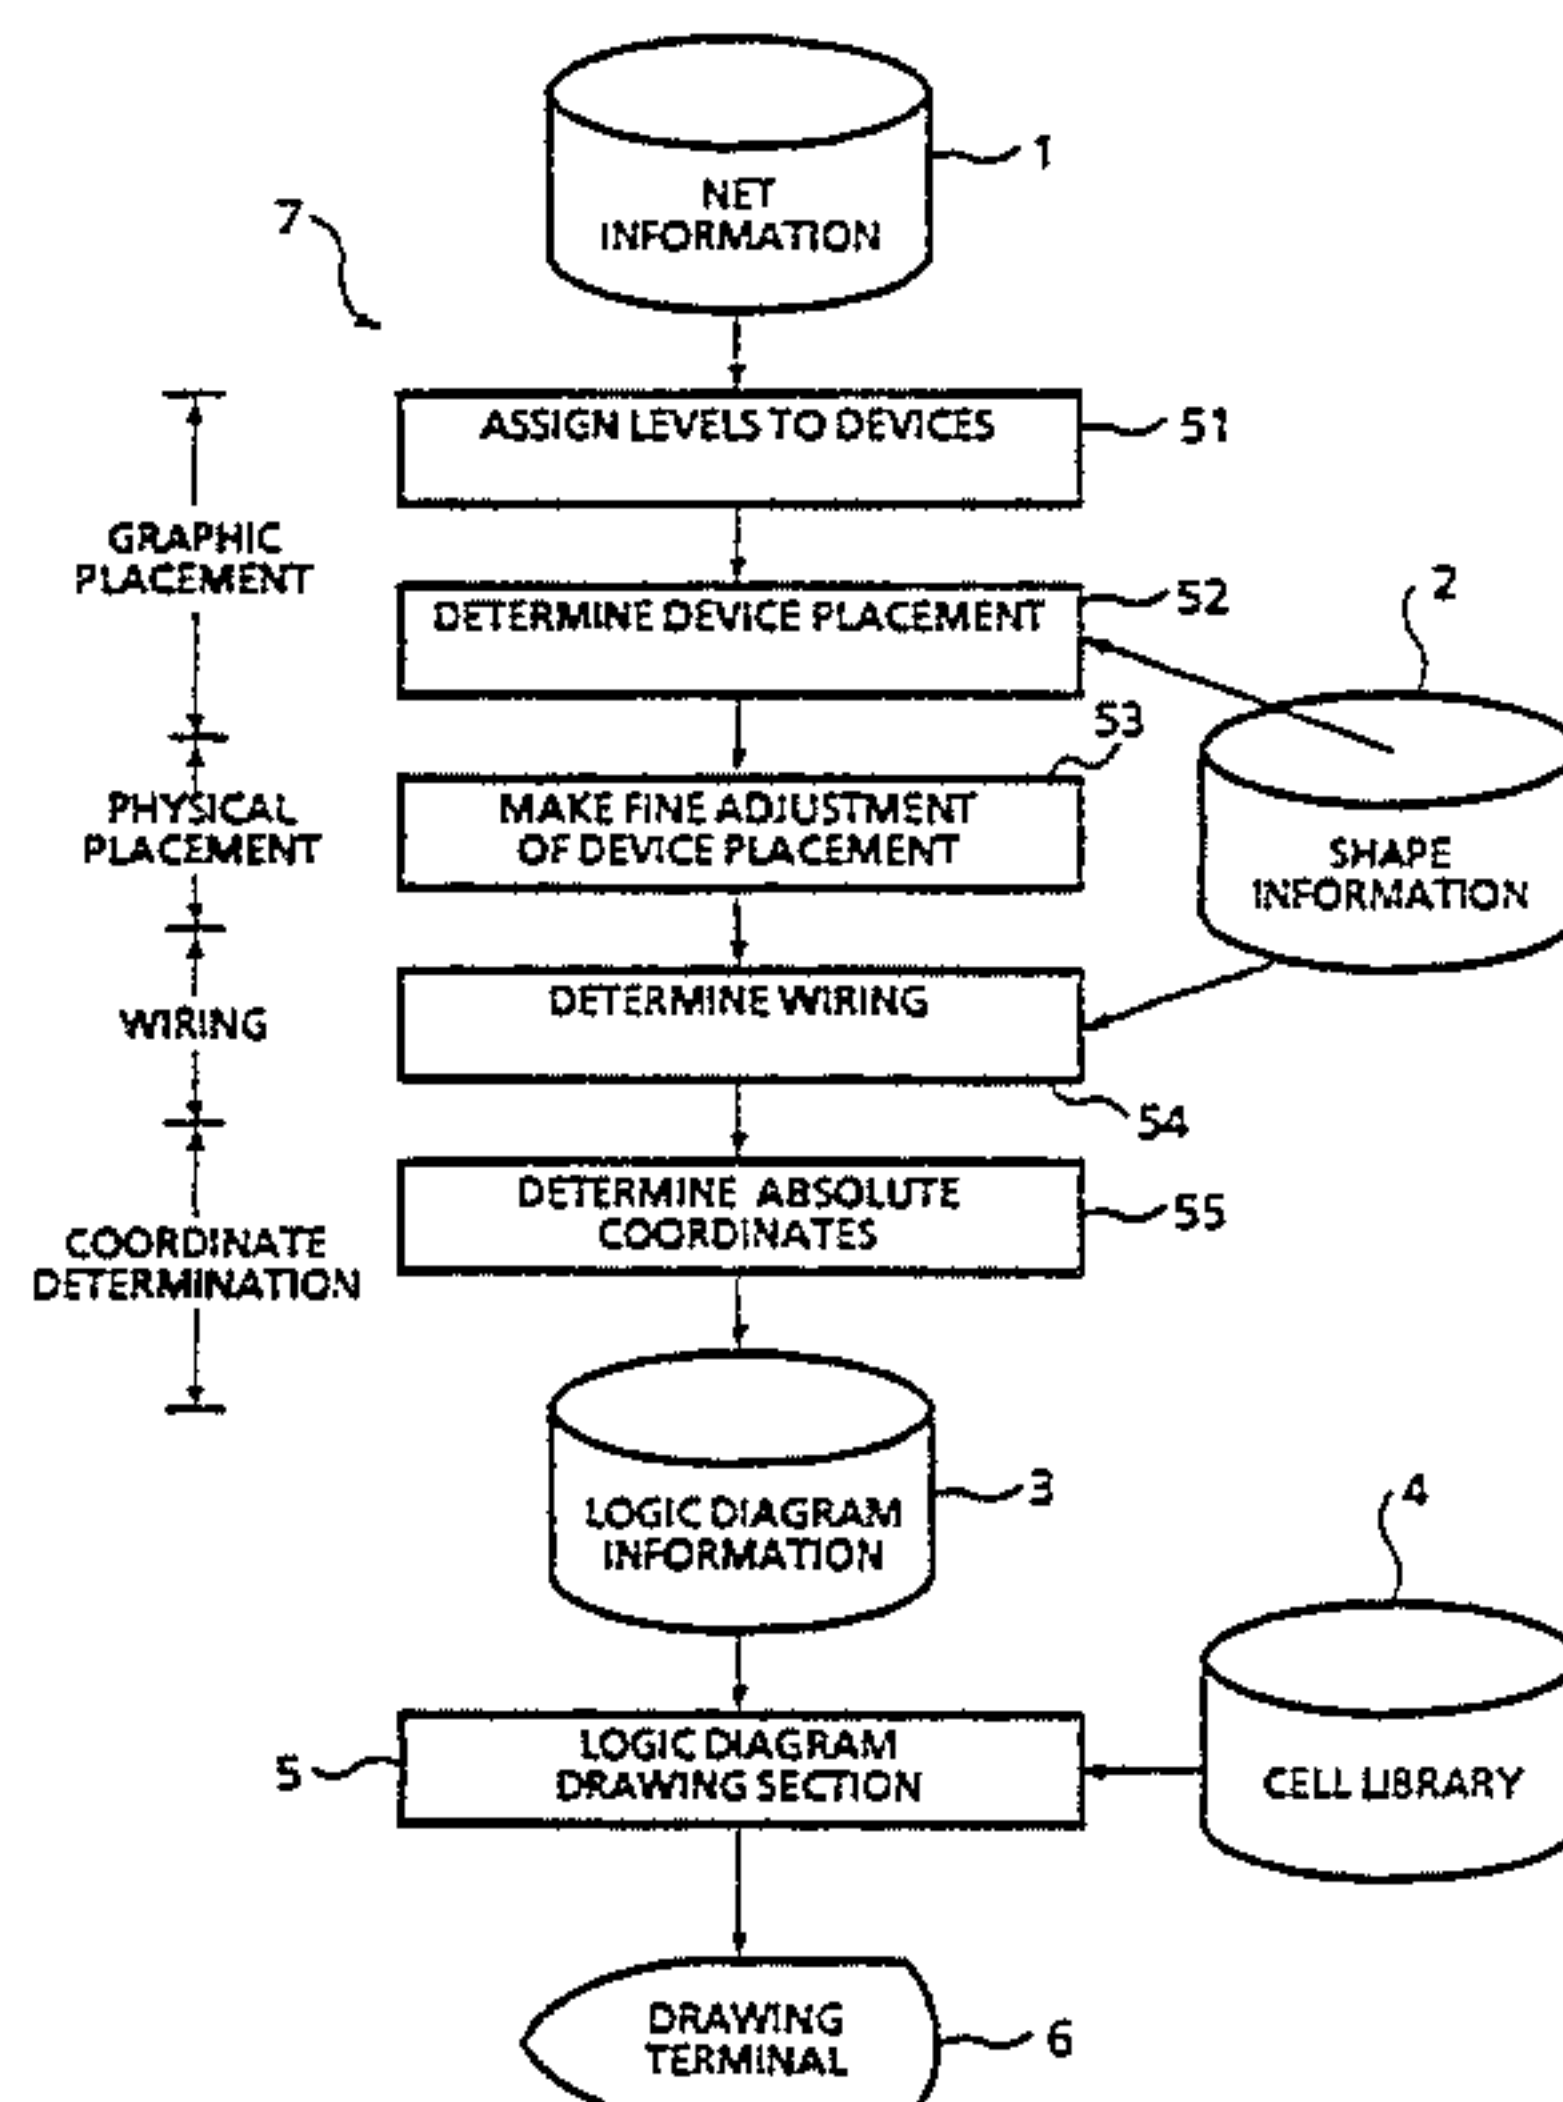 1
NET
INFORMATION
7
ASSIGN LEVELS TO DEVICES
51
GRAPHIC
PLACEMENT
DETERMINE DEVICE PLACEMENT
52
2
53
PHYSICAL
PLACEMENT
MAKE FINE ADJUSTMENT
OF DEVICE PLACEMENT
SHAPE
INFORMATION
WIRING
DETERMINE WIRING
54
DETERMINE ABSOLUTE
COORDINATES
55
COORDINATE
DETERMINATION
3
LOGIC DIAGRAM
INFORMATION
4
5
LOGIC DIAGRAM
DRAWING SECTION
CELL LIBRARY
DRAWING
TERMINAL
6